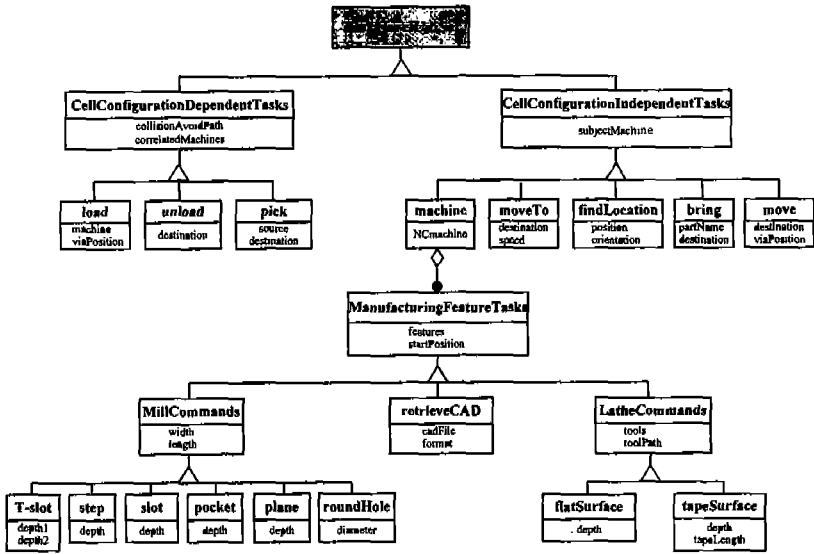 CellConfigurationDependentTasks
collisionAvoidPath
correlatedMachines
CellConfigurationIndependentTasks
subjectMachine
load
machine
viaPosition
unload
destination
pick
source
destination
machine
NCmachine
moveTo
destination
speed
findLocation
position
orientation
bring
partName
destination
move
destination
viaPosition
ManufacturingFeatureTasks
features
startPosition
MillCommands
width
length
retrieveCAD
cadFile
format
LatheCommands
tools
toolPath
T-slot
depth1
depth2
step
depth
slot
depth
pocket
depth
plane
depth
roundHole
diameter
flatSurface
. depth
tapeSurface
depth
tapeLength